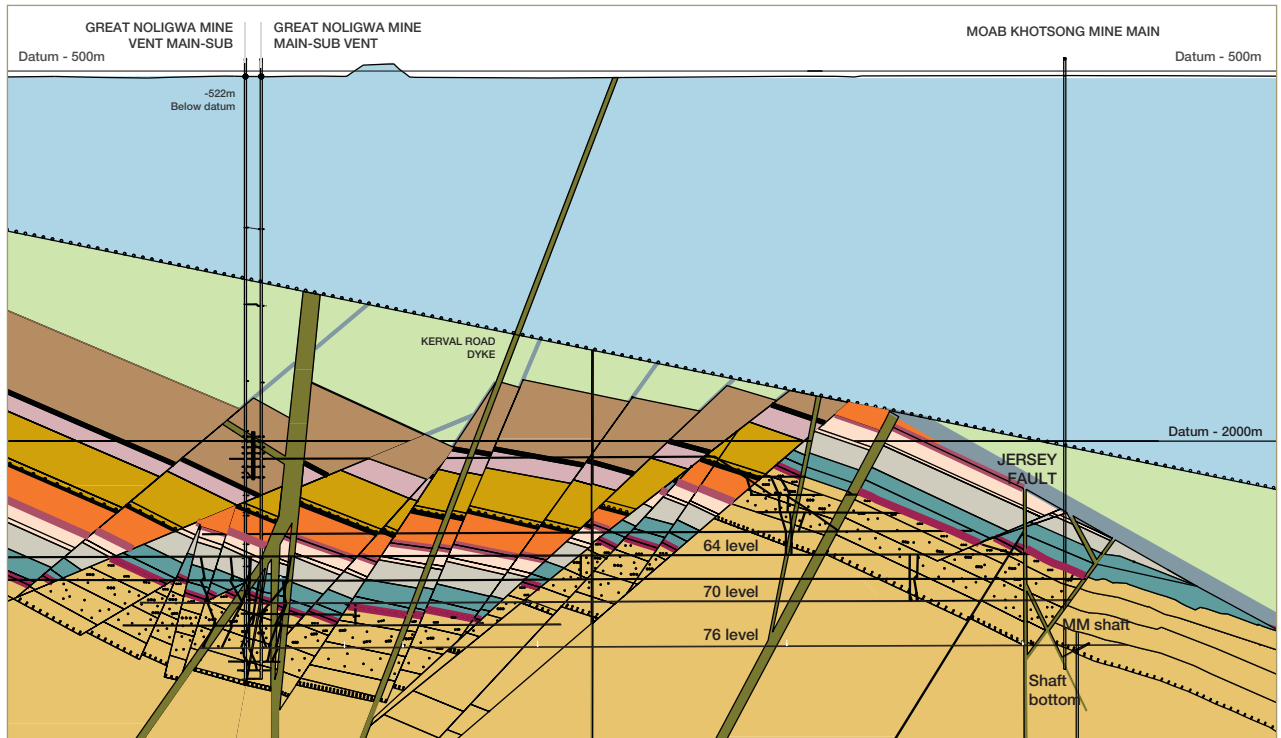 GREAT NOLIGWA MINE
VENT MAIN-SUB
GREAT NOLIGWA MINE
MAIN-SUB VENT
MOAB KHOTSONG MINE MAIN
Datum - 500m
Datum - 500m
-522m
Below datum
KERVAL ROAD
DYKE
Datum - 2000m
JERSEY
FAULT
64 level
70 level
76 level
MM shaft
Shaft
bottom